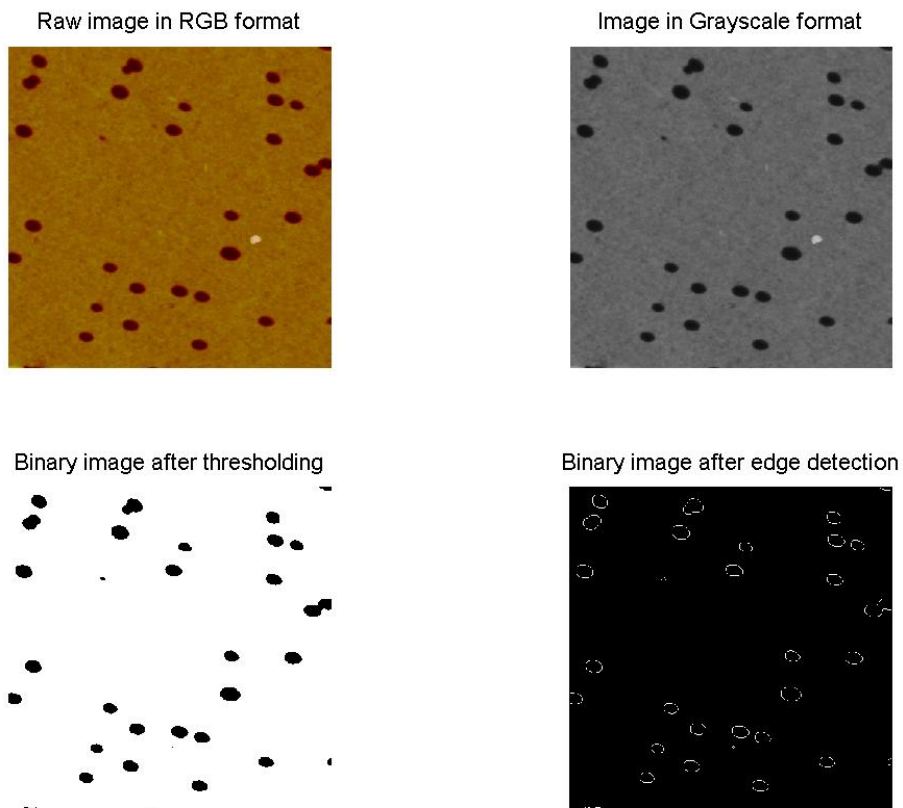 Raw image in RGB format
Image in Grayscale format
Binary image after thresholding
Binary image after edge detection